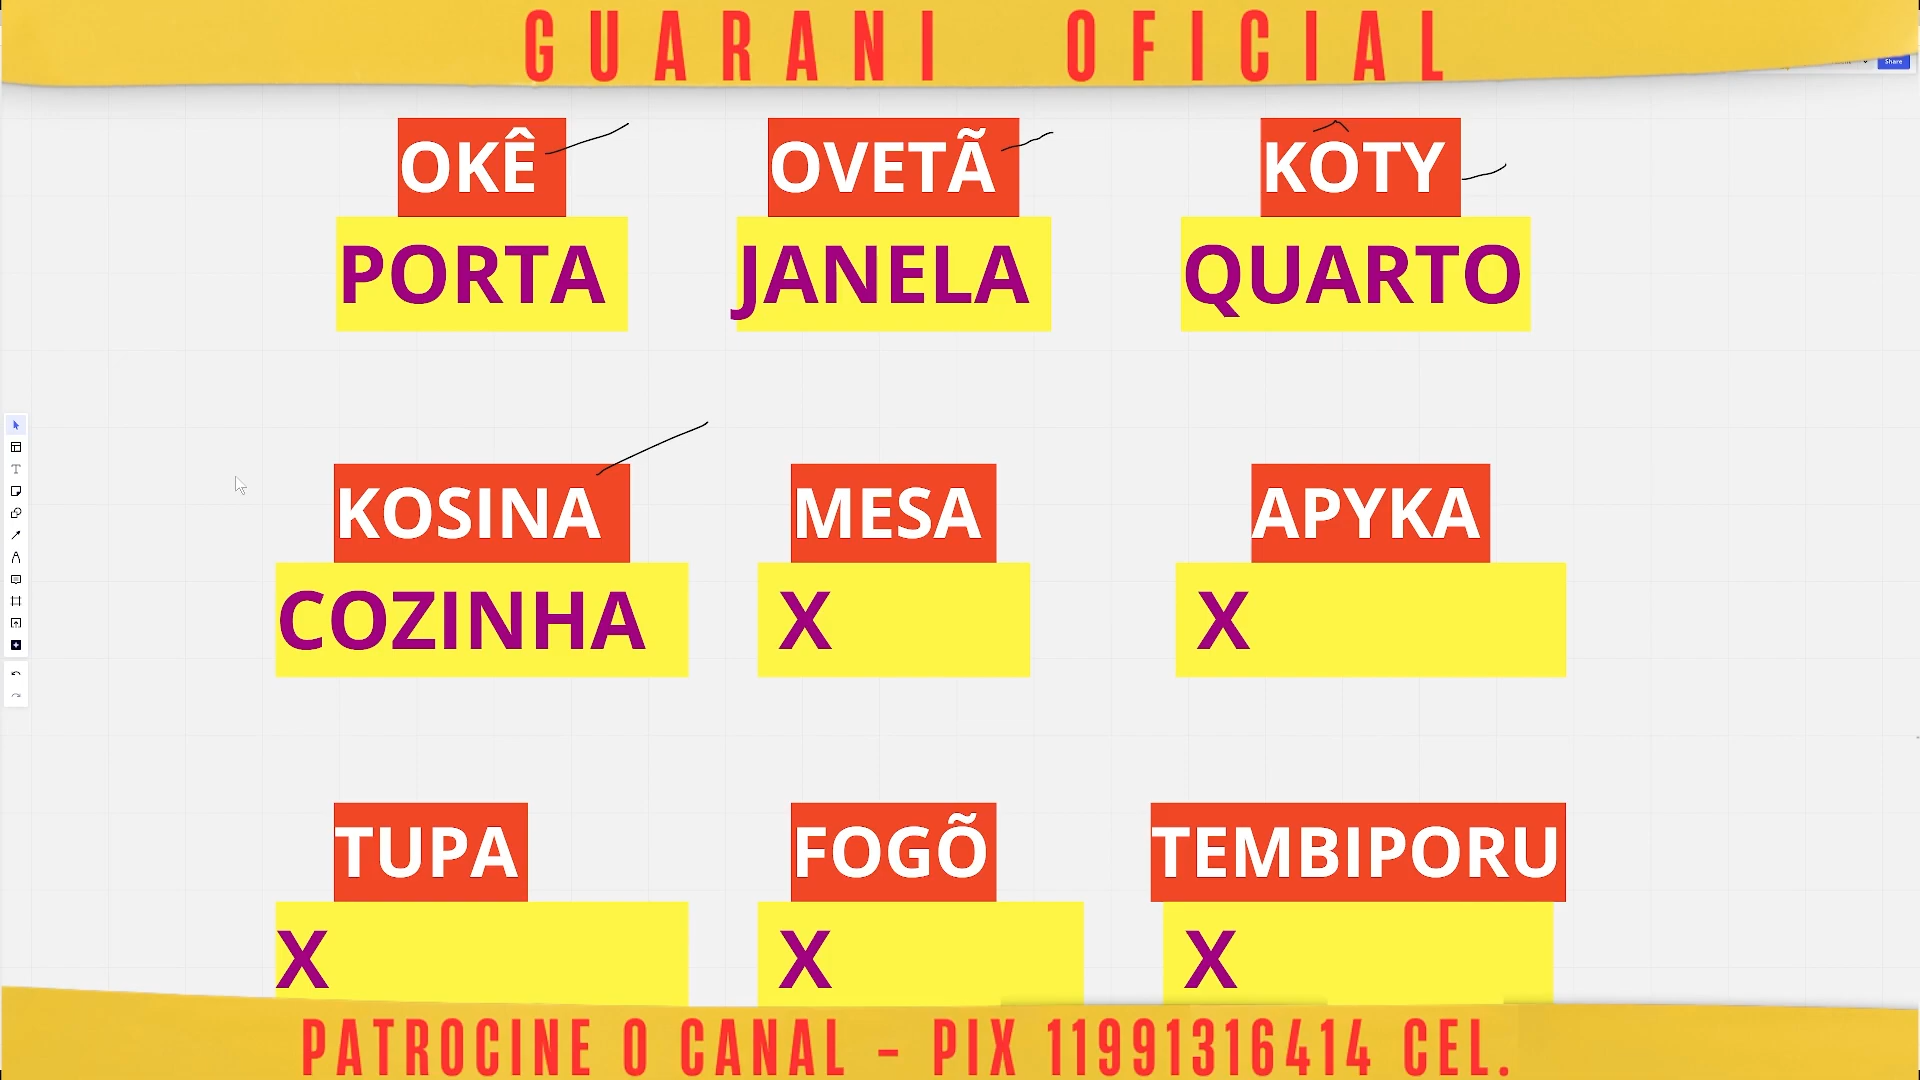 GUARANI OFICIAL
Share
OKÊ
OVETÃ
KOTY
PORTA
JANELA
QUARTO
KOSINA
MESA
APYKA
COZINHA
X
X
TUPA
FOGÕ
TEMBIPORU
X
X
X
PATROCINE O CANAL - PIX 11991316414 CEL.